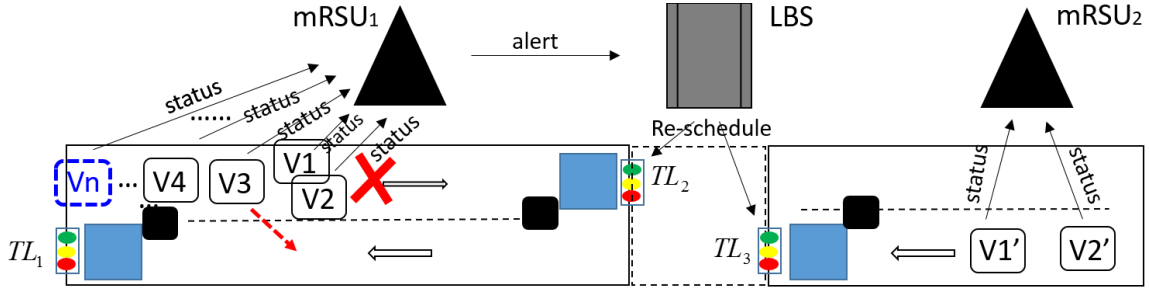 mRSU1
LBS
mRSU2
alert
status
status
status
status
status
......
Re-schedule
Vn
...
V4
V3
V1
V2
...
TL2
TL1
TL3
status
status
V1’
V2’